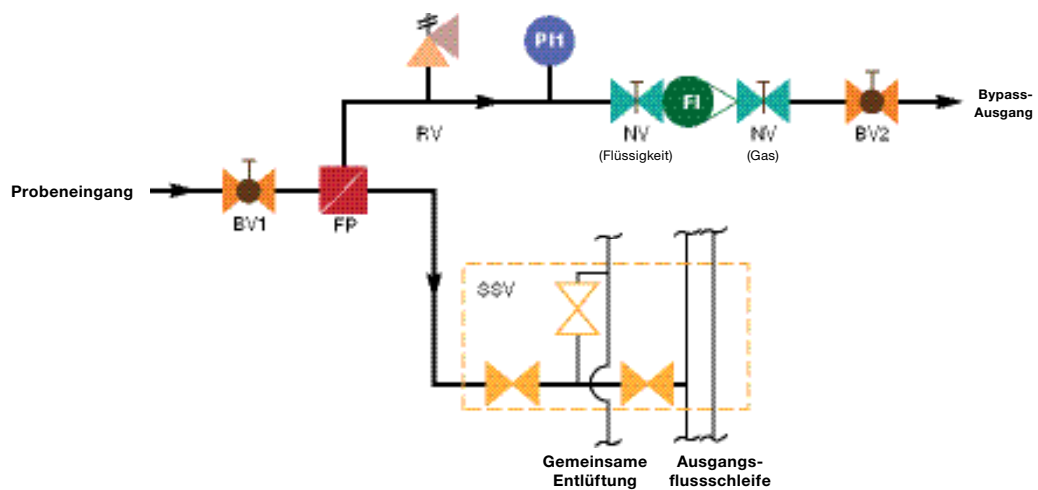 PI1
Bypass-
Ausgang
FI
RV
NV
(Flüssigkeit)
NV
(Gas)
BV2
Probeneingang
BV1
FP
SSV
Gemeinsame
Entlüftung
Ausgangs-
flussschleife